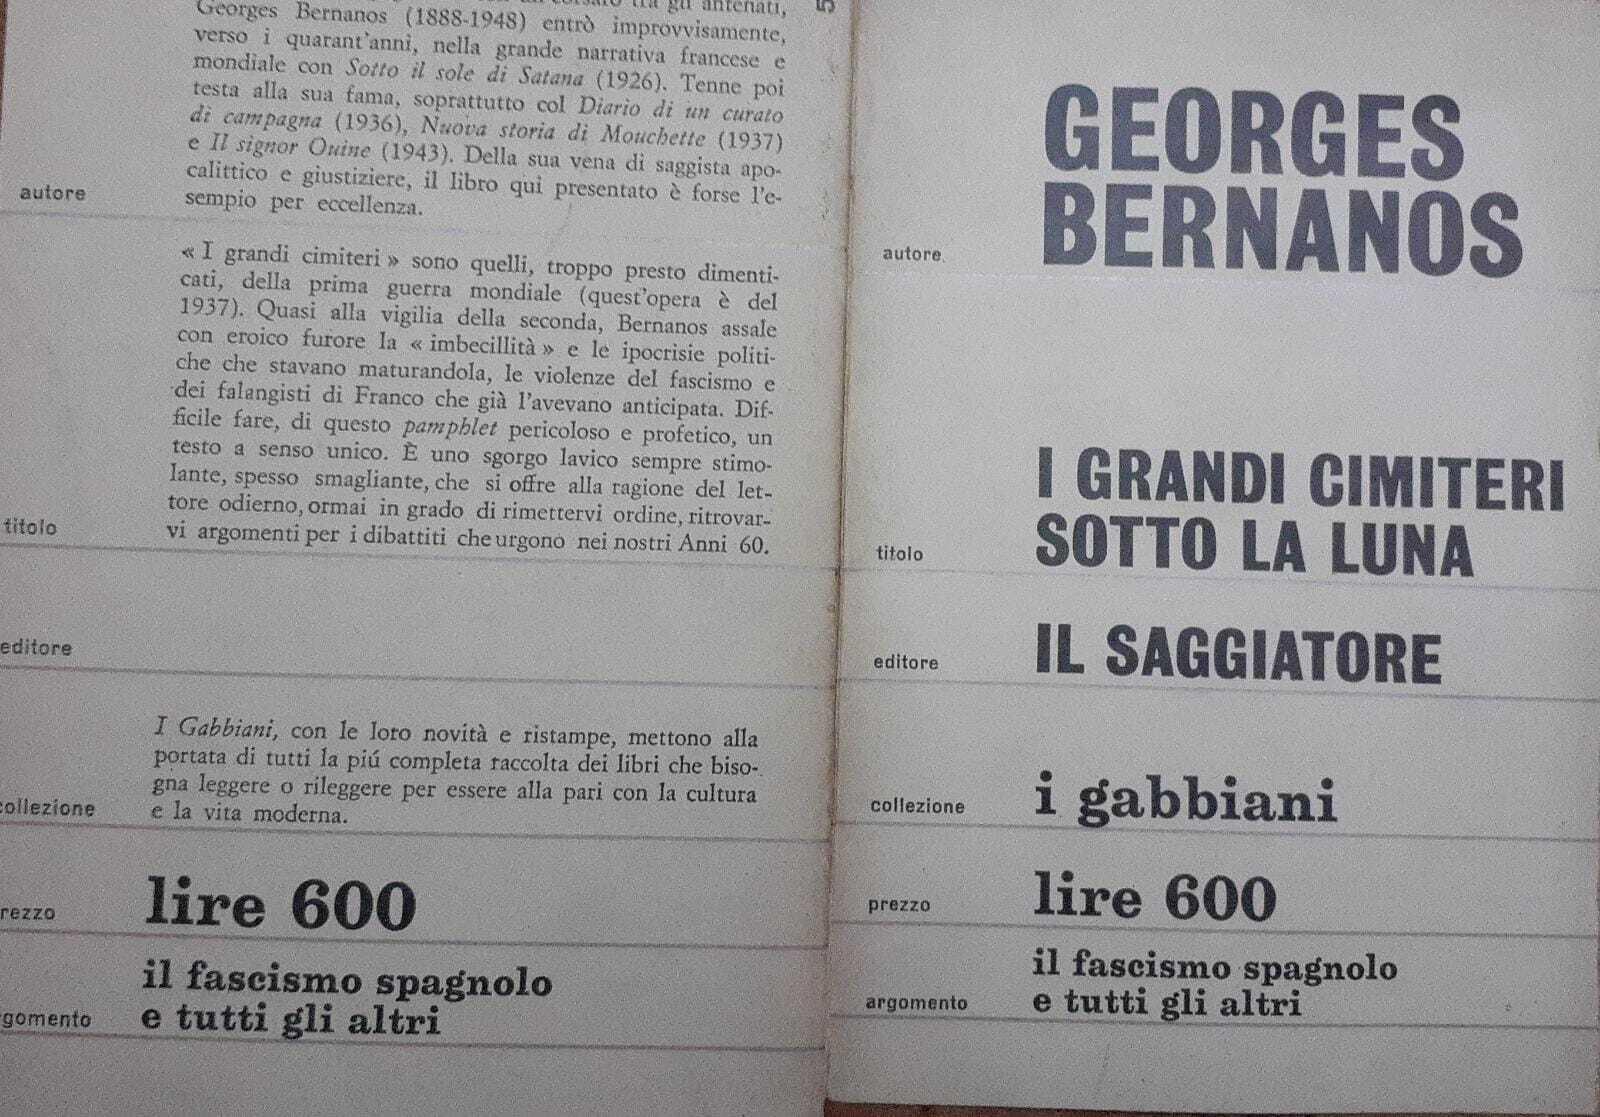 tra gli antenati,
Georges Bernanos (1888-1948) entrò improvvisamente,
verso i quarant'anni, nella grande narrativa francese e
mondiale con Sotto il sole di Satana (1926). Tenne poi
testa alla sua fama, soprattutto col Diario di un curato
di campagna (1936), Nuova storia di Mouchette (1937)
e Il signor Ouine (1943). Della sua vena di saggista apo-
calittico e giustiziere, il libro qui presentato è forse l'e-
sempio per eccellenza.
autore
« I grandi cimiteri » sono quelli, troppo presto dimenti-
cati, della prima guerra mondiale (quest'opera è del
1937). Quasi alla vigilia della seconda, Bernanos assale
con eroico furore la « imbecillità » e le ipocrisie politi-
che che stavano maturandola, le violenze del fascismo e
dei falangisti di Franco che già l'avevano anticipata. Dif-
ficile fare, di questo pamphlet pericoloso e profetico, un
testo a senso unico. È uno sgorgo lavico sempre stimo-
lante, spesso smagliante, che si offre alla ragione del let-
tore odierno, ormai in grado di rimettervi ordine, ritrovar-
vi argomenti per i dibattiti che urgono nei nostri Anni 60.
titolo
editore
I Gabbiani, con le loro novità e ristampe, mettono alla
portata di tutti la piú completa raccolta dei libri che biso-
gna leggere o rileggere per essere alla pari con la cultura
e la vita moderna.
collezione
rezzo
lire 600
gomento
il fascismo spagnolo
e tutti gli altri
autore
GEORGES
BERNANOS
titolo
I GRANDI CIMITERI
SOTTO LA LUNA
editore
IL SAGGIATORE
collezione
i gabbiani
prezzo
lire 600
argomento
il fascismo spagnolo
e tutti gli altri